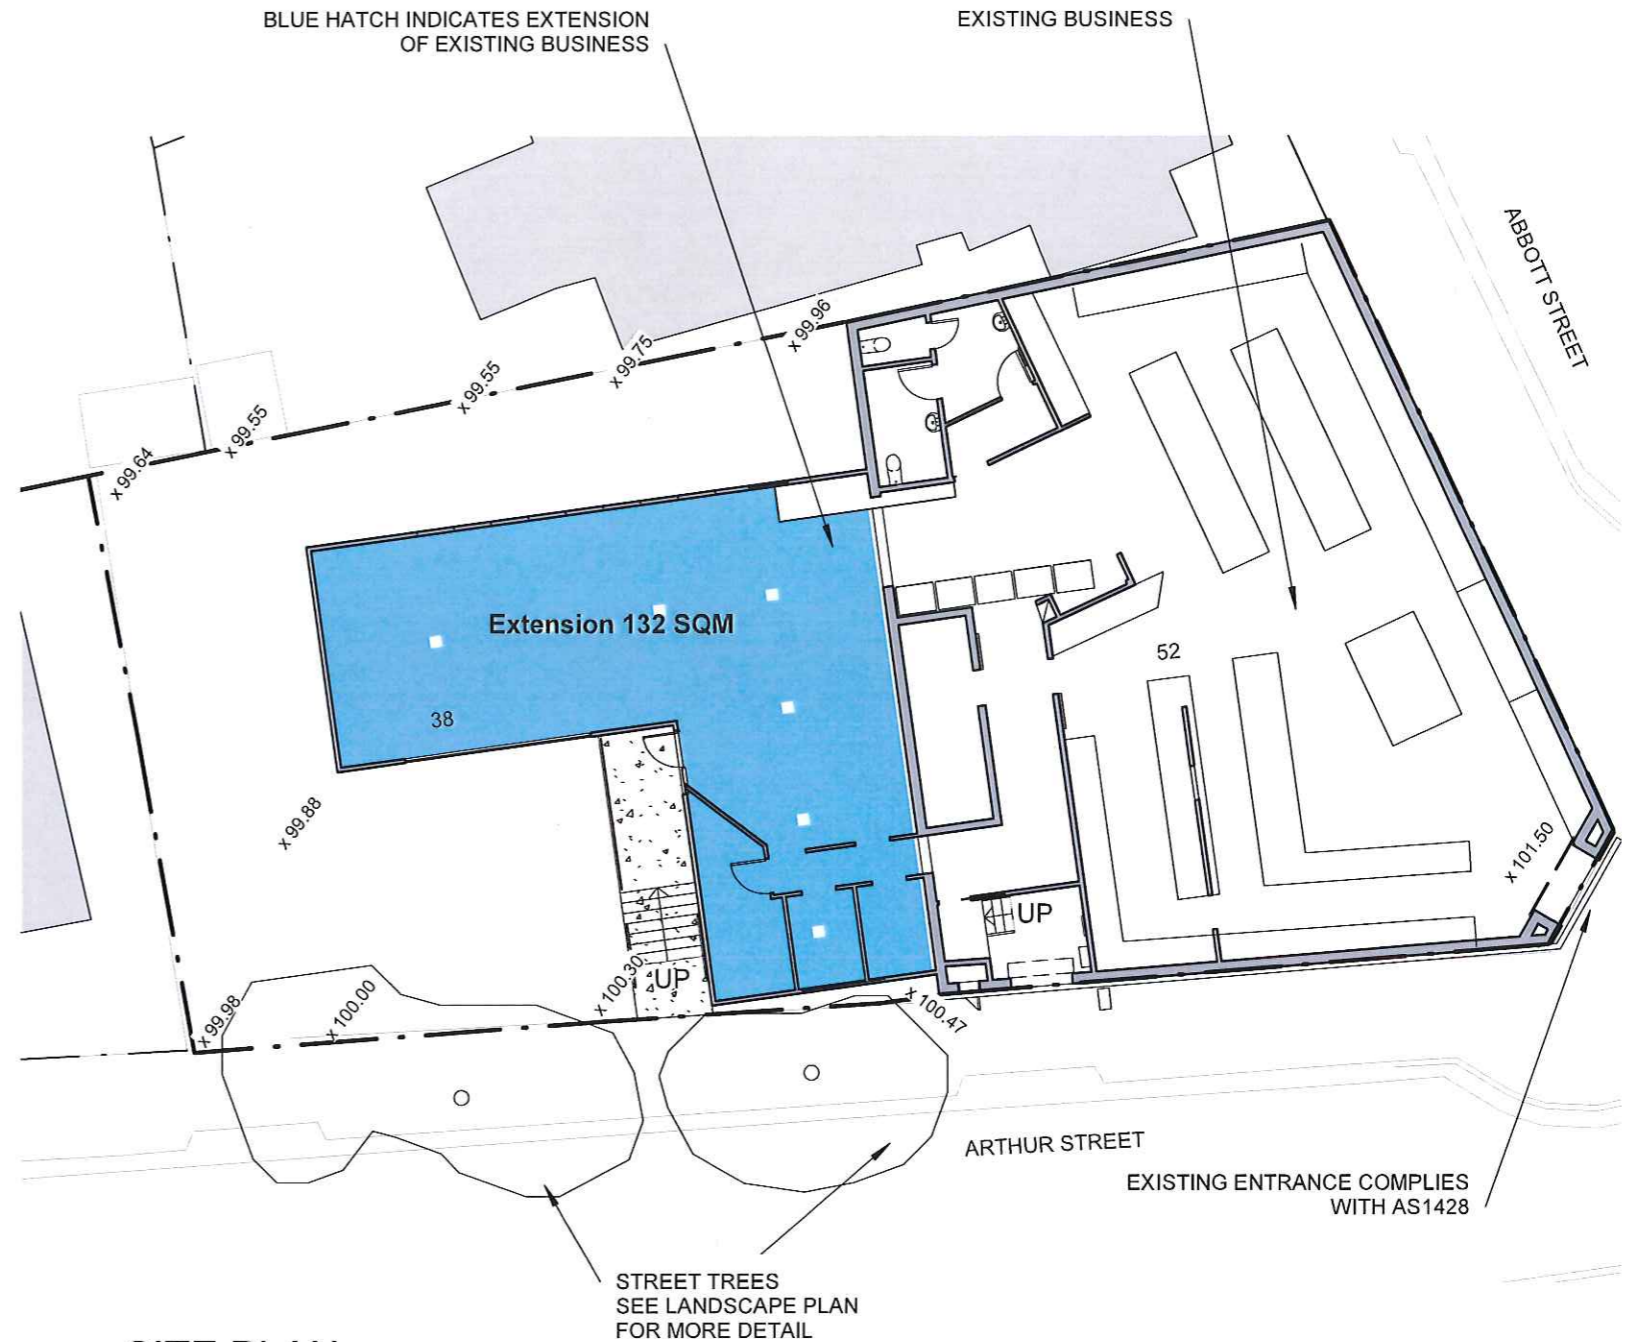 BLUE HATCH INDICATES EXTENSION
OF EXISTING BUSINESS
EXISTING BUSINESS
ABBOTT STREET
x 99.96
x 99.75
x 99.55
x 99.55
x 99.64
Extension 132 SQM
52
38
x 99.88
x 101.50
UP
x 100.30
UP
x 99.98
x 100.00
x 100.47
ARTHUR STREET
EXISTING ENTRANCE COMPLIES
WITH AS1428
STREET TREES
SEE LANDSCAPE PLAN
FOR MORE DETAIL